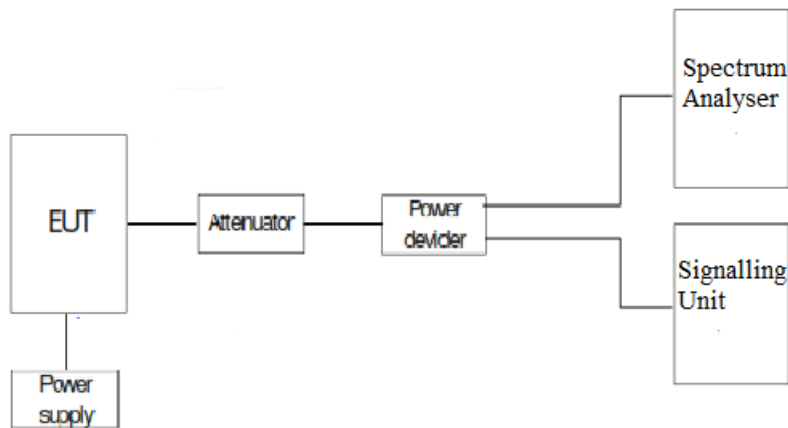 EUT
Attenuator
Power
devider
Spectrum
Analyser
Signalling
Unit
Power
supply